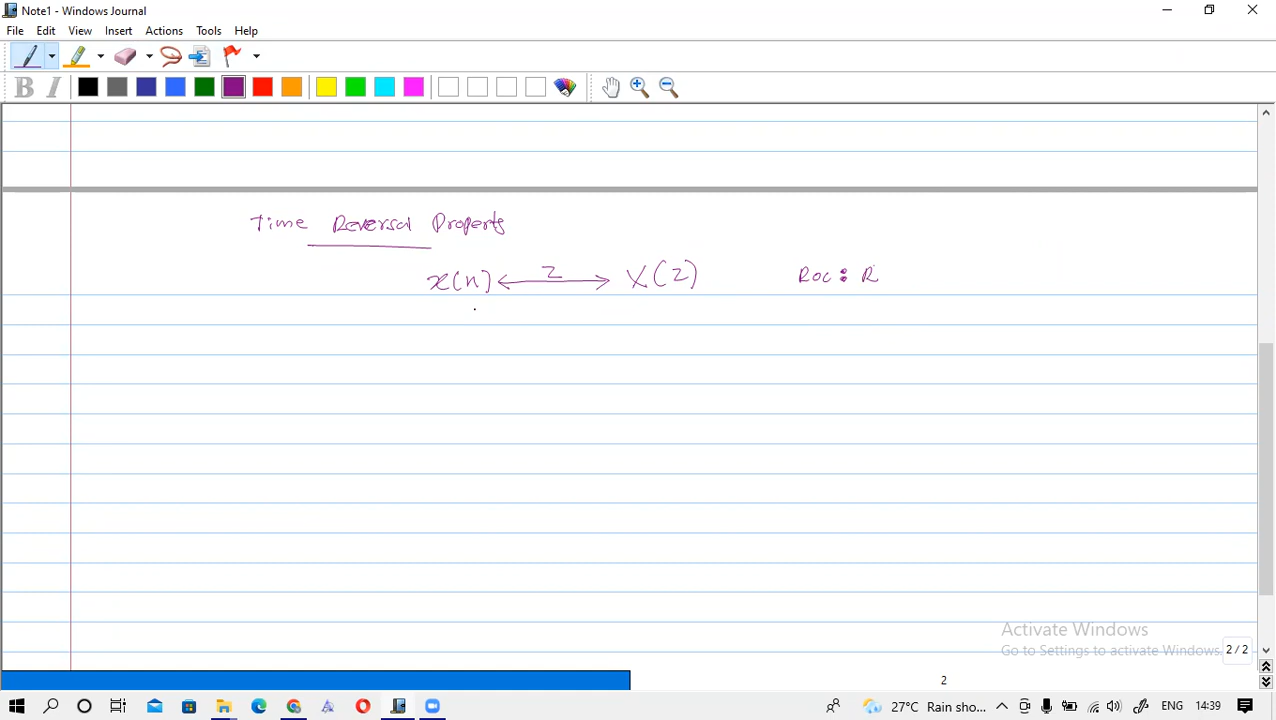 Note1 - Windows Journal
File Edit View Insert Actions Tools Help
B I
Time Reversal Property
x(n) ←Z→ X(Z) ROC : R
Activate Windows
Go to Settings to activate Windows.
2 / 2
2
27°C Rain sho... ENG 14:39